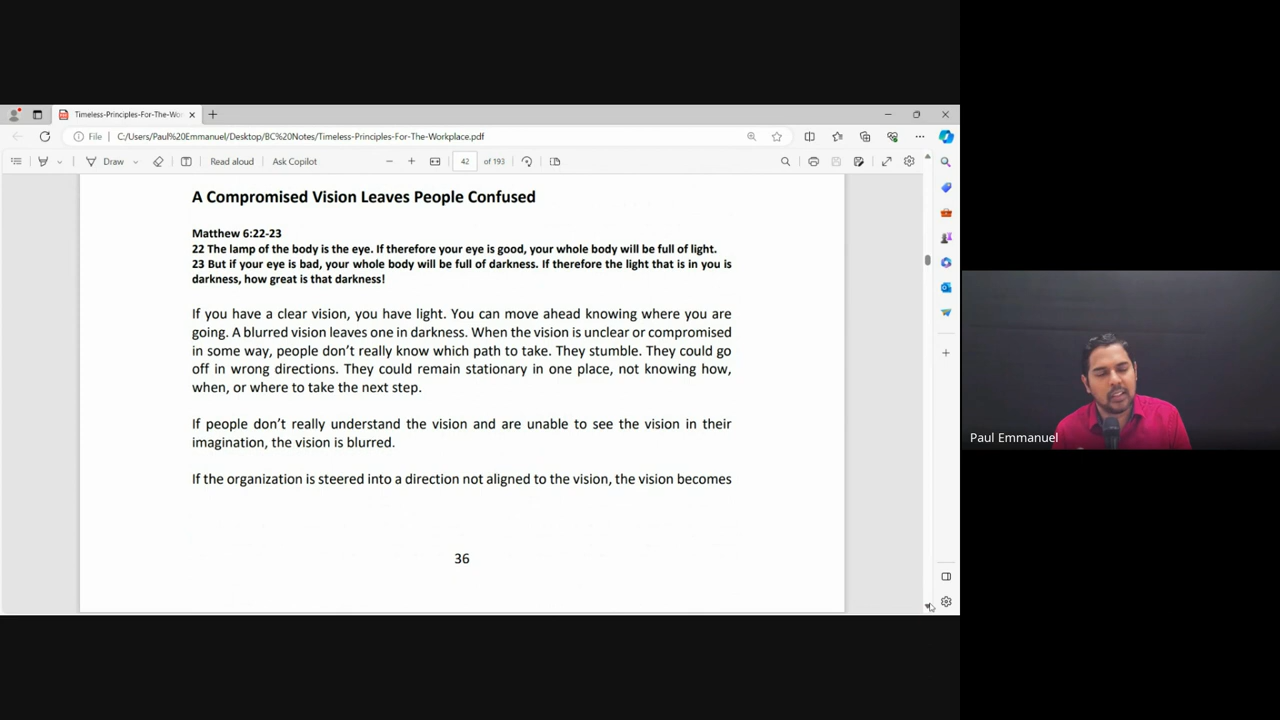 Timeless-Principles-For-The-Wor
File
C:/Users/Paul%20Emmanuel/Desktop/BC%20Notes/Timeless-Principles-For-The-Workplace.pdf
Draw
Read aloud
Ask Copilot
42 of 193
A Compromised Vision Leaves People Confused
Matthew 6:22-23
22 The lamp of the body is the eye. If therefore your eye is good, your whole body will be full of light.
23 But if your eye is bad, your whole body will be full of darkness. If therefore the light that is in you is
darkness, how great is that darkness!
If you have a clear vision, you have light. You can move ahead knowing where you are
going. A blurred vision leaves one in darkness. When the vision is unclear or compromised
in some way, people don’t really know which path to take. They stumble. They could go
off in wrong directions. They could remain stationary in one place, not knowing how,
when, or where to take the next step.
If people don’t really understand the vision and are unable to see the vision in their
imagination, the vision is blurred.
If the organization is steered into a direction not aligned to the vision, the vision becomes
36
Paul Emmanuel